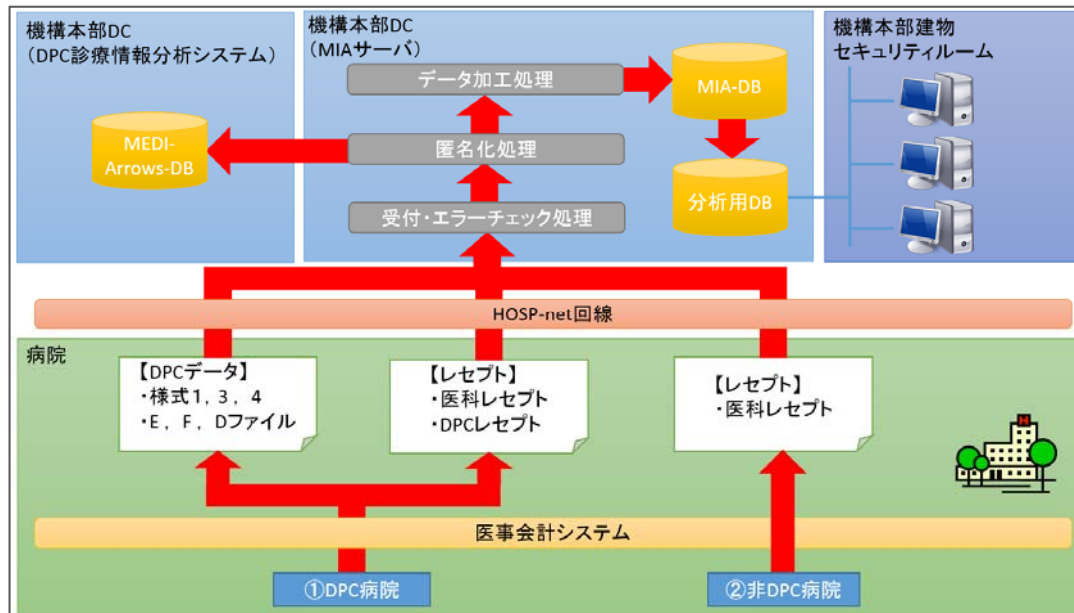 機構本部DC
（DPC診療情報分析システム）
MEDI-
Arrows-DB
機構本部DC
（MIAサーバ）
データ加工処理
匿名化処理
受付・エラーチェック処理
MIA-DB
分析用DB
機構本部建物
セキュリティルーム
HOSP-net回線
病院
【DPCデータ】
・様式1，3，4
・E，F，Dファイル
【レセプト】
・医科レセプト
・DPCレセプト
【レセプト】
・医科レセプト
H
医事会計システム
①DPC病院
②非DPC病院